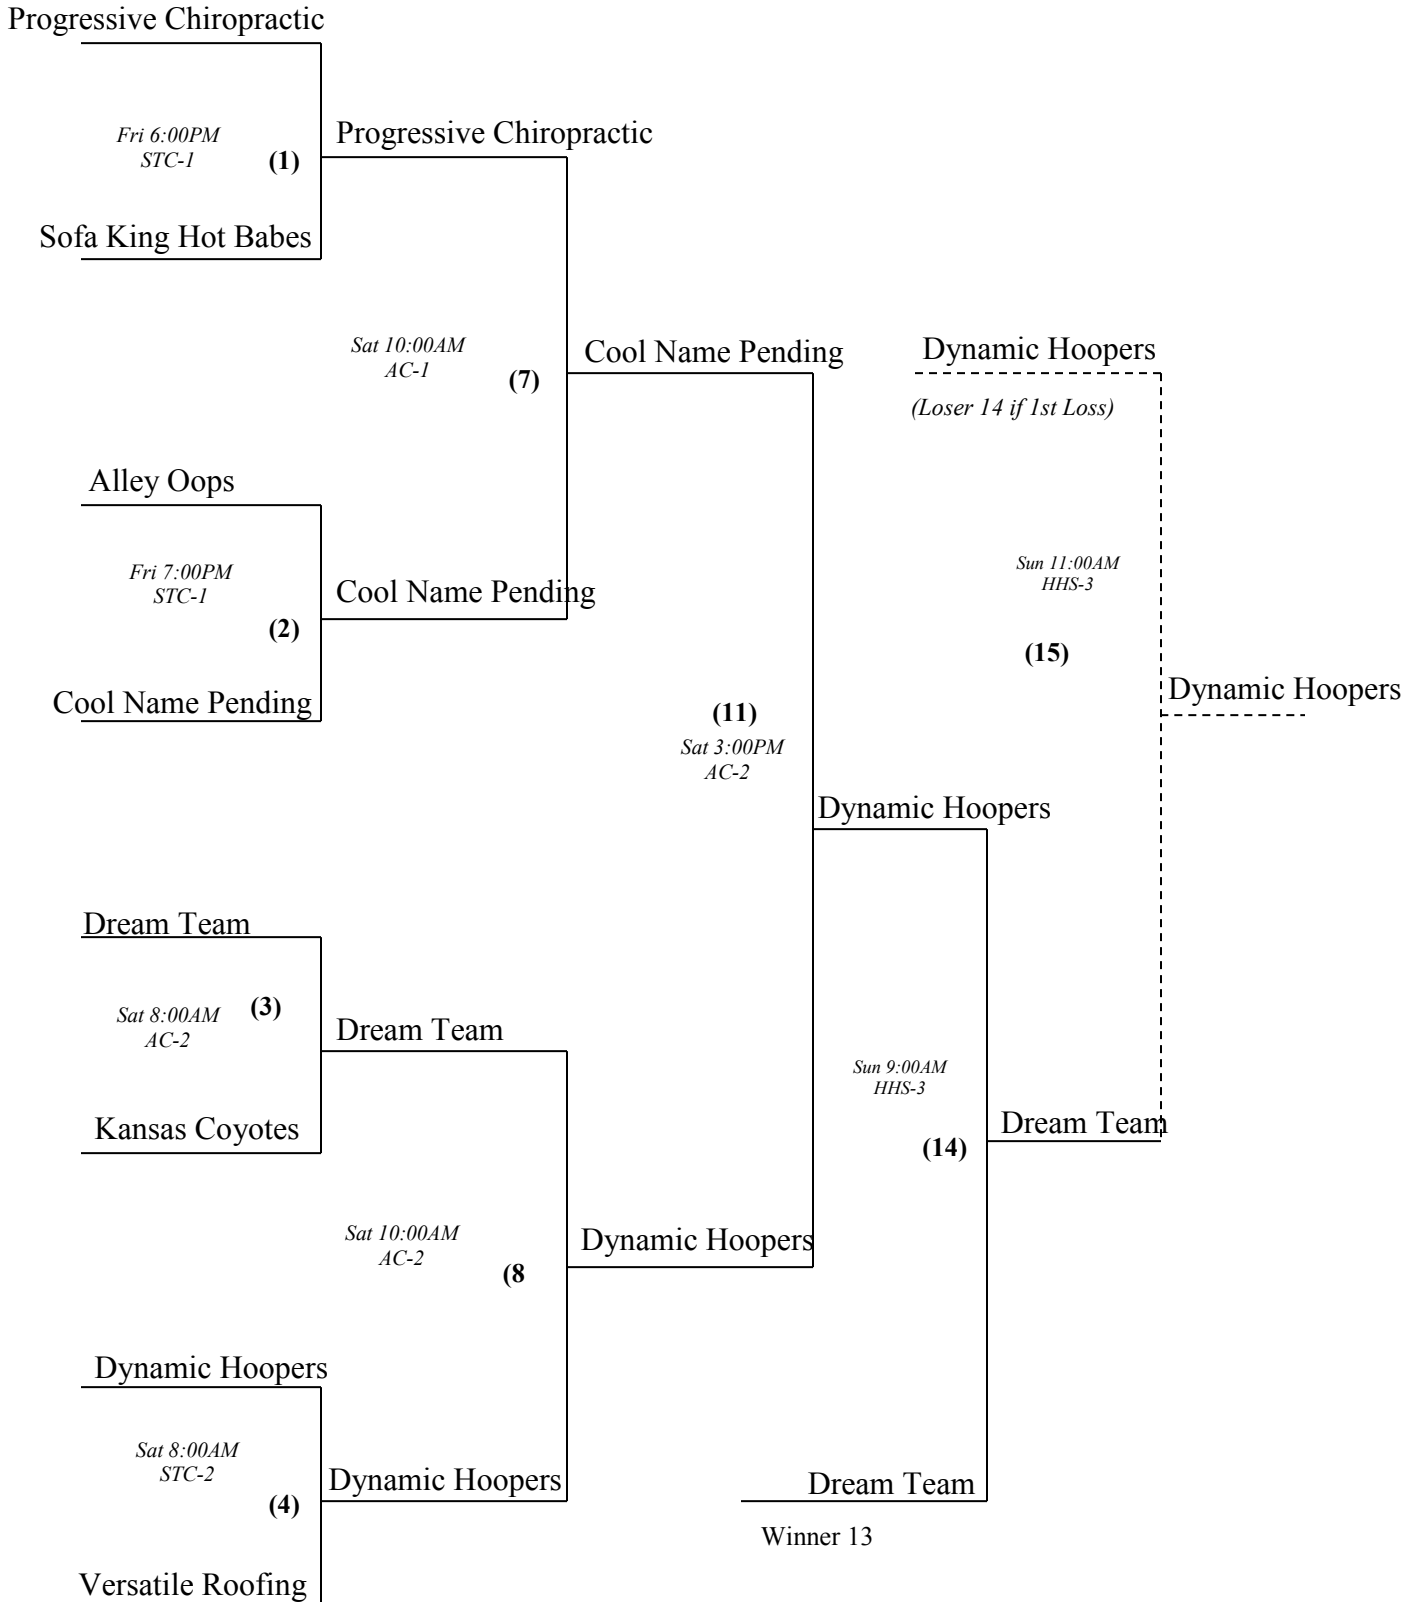 Progressive Chiropractic
Fri 6:00PM
STC-1
(1)
Progressive Chiropractic
Sofa King Hot Babes
Sat 10:00AM
AC-1
(7)
Cool Name Pending
Dynamic Hoopers
(Loser 14 if 1st Loss)
Alley Oops
Fri 7:00PM
STC-1
(2)
Cool Name Pending
Cool Name Pending
Sun 11:00AM
HHS-3
(15)
Dynamic Hoopers
(11)
Sat 3:00PM
AC-2
Dynamic Hoopers
Dream Team
Sat 8:00AM
AC-2
(3)
Dream Team
Kansas Coyotes
Sun 9:00AM
HHS-3
(14)
Dream Team
Sat 10:00AM
AC-2
(8
Dynamic Hoopers
Dynamic Hoopers
Sat 8:00AM
STC-2
(4)
Dynamic Hoopers
Versatile Roofing
Dream Team
Winner 13